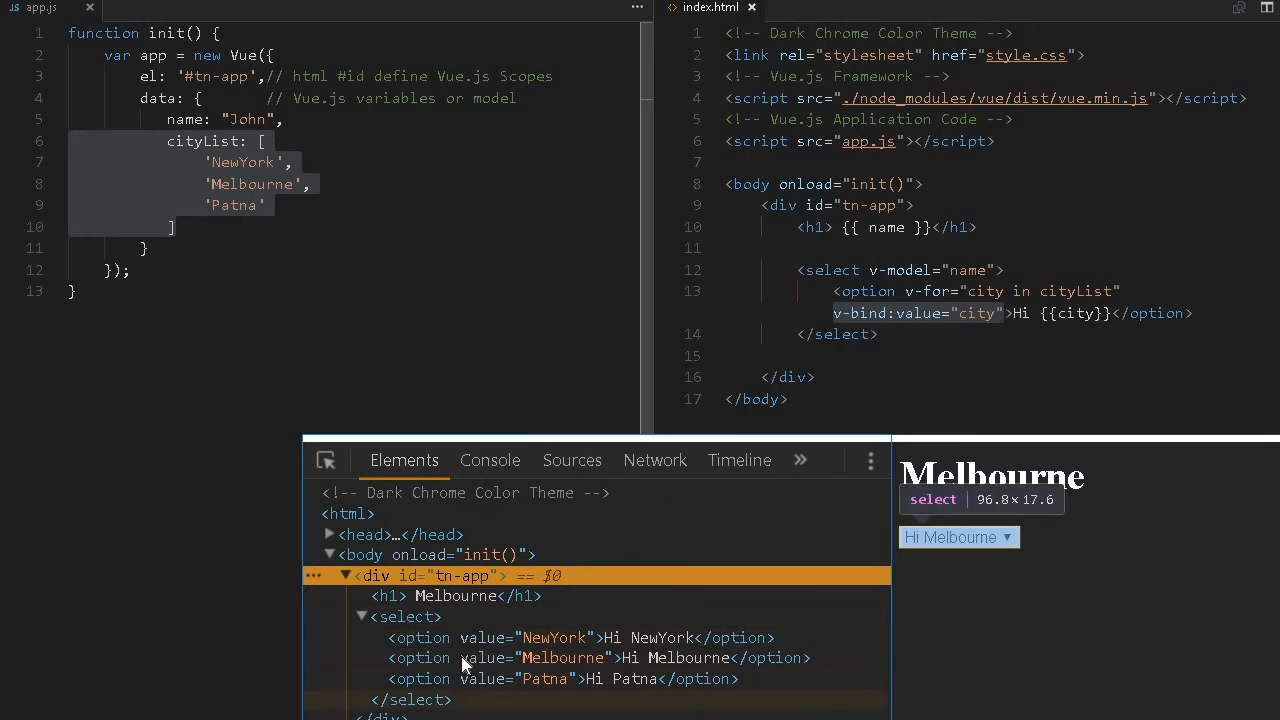 JS app.js × ···
1 function init() {
2 var app = new Vue({
3 el: '#tn-app',// html #id define Vue.js Scopes
4 data: { // Vue.js variables or model
5 name: "John",
6 cityList: [
7 'NewYork',
8 'Melbourne',
9 'Patna'
10 ]
11 }
12 });
13 }
<> index.html ×
1 <!-- Dark Chrome Color Theme -->
2 <link rel="stylesheet" href="style.css">
3 <!-- Vue.js Framework -->
4 <script src="./node_modules/vue/dist/vue.min.js"></script>
5 <!-- Vue.js Application Code -->
6 <script src="app.js"></script>
7
8 <body onload="init()">
9 <div id="tn-app">
10 <h1> {{ name }}</h1>
11
12 <select v-model="name">
13 <option v-for="city in cityList"
v-bind:value="city">Hi {{city}}</option>
14 </select>
15
16 </div>
17 </body>
Elements Console Sources Network Timeline »
<!-- Dark Chrome Color Theme -->
<html>
▶<head>…</head>
▼<body onload="init()">
··· ▼<div id="tn-app"> == $0
<h1> Melbourne</h1>
▼<select>
<option value="NewYork">Hi NewYork</option>
<option value="Melbourne">Hi Melbourne</option>
<option value="Patna">Hi Patna</option>
</select>
</div>
Melbourne
select | 96.8×17.6
Hi Melbourne ▼